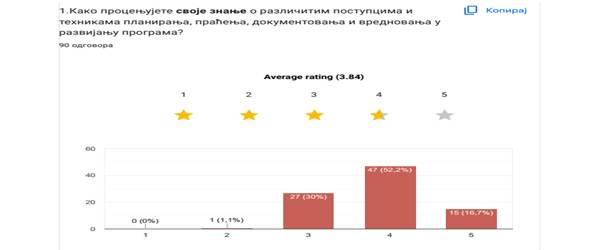 1.Како процењујете своје знање о различитим поступцима и
техникама планирања, праћења, документовања и вредновања у
развијању програма?
Копирај
90 одговора
Average rating (3.84)
1 2 3 4 5
60
40
20
0
0 (0%)
1 (1,1%)
27 (30%)
47 (52,2%)
15 (16,7%)
1 2 3 4 5